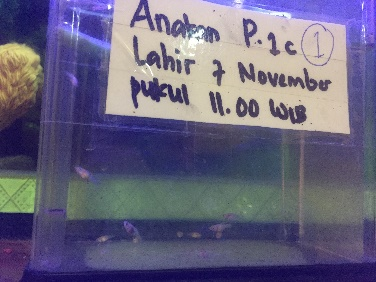 Anakan P.1c 1
Lahir 7 November
pukul 11.00 WIB